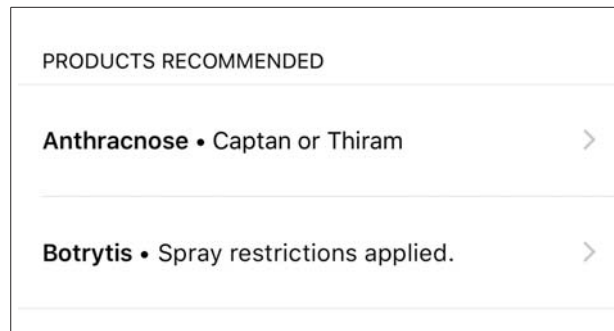 PRODUCTS RECOMMENDED
Anthracnose • Captan or Thiram
Botrytis • Spray restrictions applied.